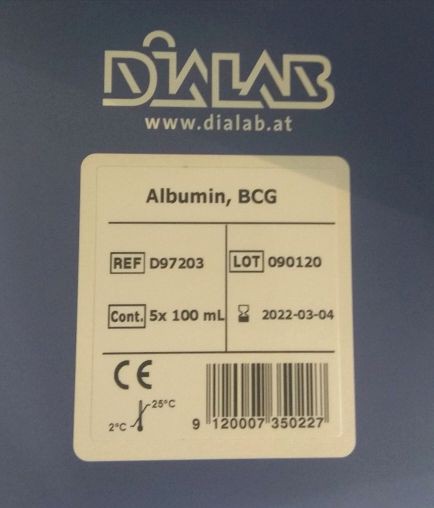 DIALAB
www.dialab.at
Albumin, BCG
REF D97203
LOT 090120
Cont. 5x 100 mL
2022-03-04
CE
25°C
2°C
9 120007 350227